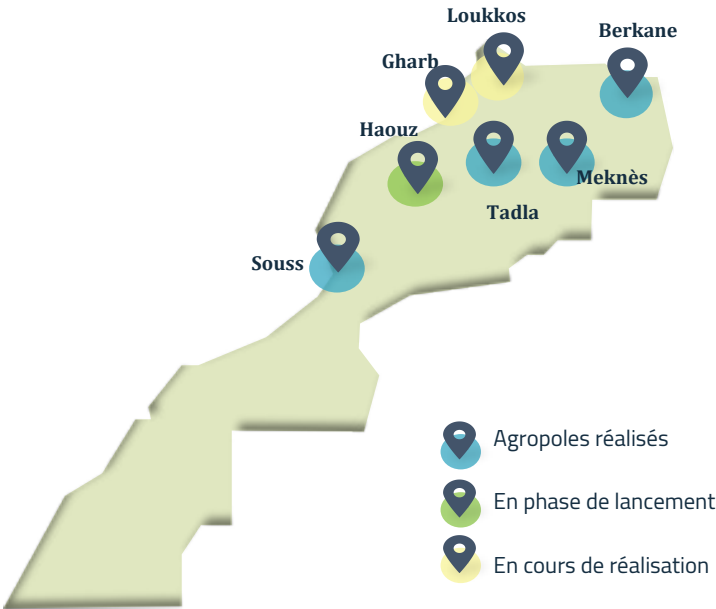 Loukkos
Berkane
Gharb
Haouz
Meknès
Tadla
Souss
Agropoles réalisés
En phase de lancement
En cours de réalisation